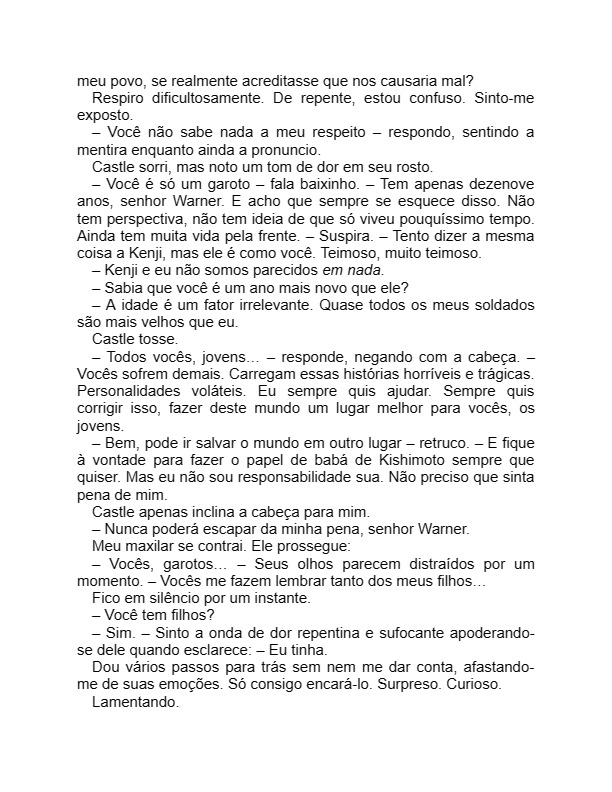 meu povo, se realmente acreditasse que nos causaria mal?
Respiro dificultosamente. De repente, estou confuso. Sinto-me
exposto.
– Você não sabe nada a meu respeito – respondo, sentindo a
mentira enquanto ainda a pronuncio.
Castle sorri, mas noto um tom de dor em seu rosto.
– Você é só um garoto – fala baixinho. – Tem apenas dezenove
anos, senhor Warner. E acho que sempre se esquece disso. Não
tem perspectiva, não tem ideia de que só viveu pouquíssimo tempo.
Ainda tem muita vida pela frente. – Suspira. – Tento dizer a mesma
coisa a Kenji, mas ele é como você. Teimoso, muito teimoso.
– Kenji e eu não somos parecidos em nada.
– Sabia que você é um ano mais novo que ele?
– A idade é um fator irrelevante. Quase todos os meus soldados
são mais velhos que eu.
Castle tosse.
– Todos vocês, jovens… – responde, negando com a cabeça. –
Vocês sofrem demais. Carregam essas histórias horríveis e trágicas.
Personalidades voláteis. Eu sempre quis ajudar. Sempre quis
corrigir isso, fazer deste mundo um lugar melhor para vocês, os
jovens.
– Bem, pode ir salvar o mundo em outro lugar – retruco. – E fique
à vontade para fazer o papel de babá de Kishimoto sempre que
quiser. Mas eu não sou responsabilidade sua. Não preciso que sinta
pena de mim.
Castle apenas inclina a cabeça para mim.
– Nunca poderá escapar da minha pena, senhor Warner.
Meu maxilar se contrai. Ele prossegue:
– Vocês, garotos… – Seus olhos parecem distraídos por um
momento. – Vocês me fazem lembrar tanto dos meus filhos…
Fico em silêncio por um instante.
– Você tem filhos?
– Sim. – Sinto a onda de dor repentina e sufocante apoderando-
se dele quando esclarece: – Eu tinha.
Dou vários passos para trás sem nem me dar conta, afastando-
me de suas emoções. Só consigo encará-lo. Surpreso. Curioso.
Lamentando.